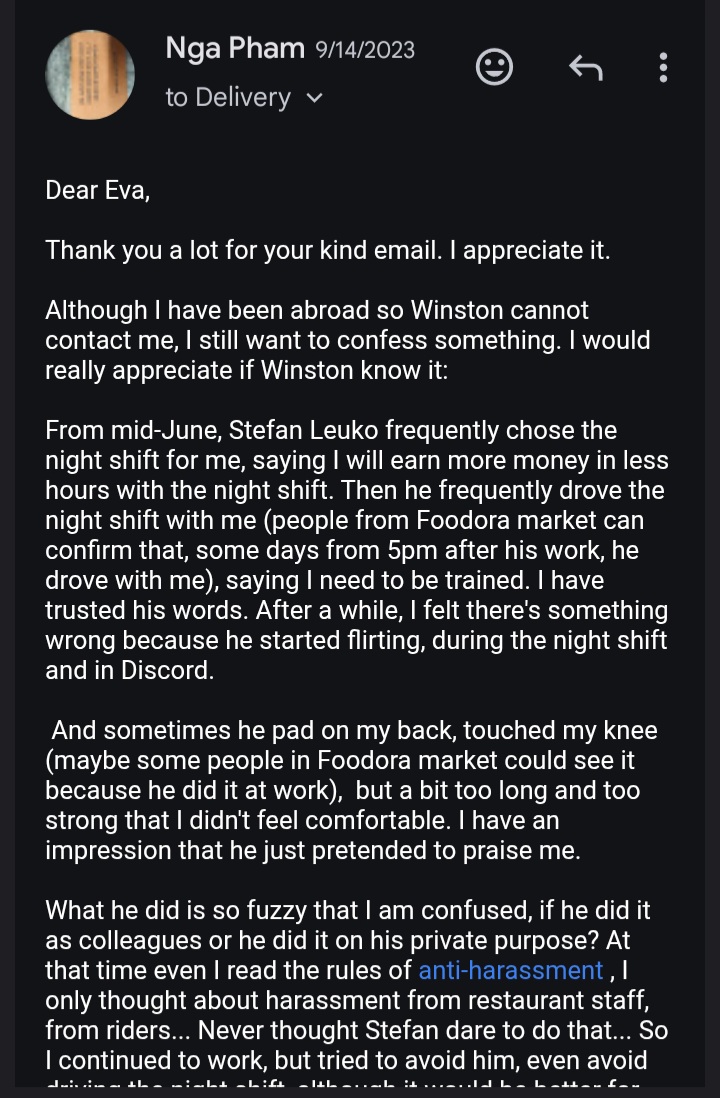 Nga Pham 9/14/2023
to Delivery
Dear Eva,
Thank you a lot for your kind email. I appreciate it.
Although I have been abroad so Winston cannot
contact me, I still want to confess something. I would
really appreciate if Winston know it:
From mid-June, Stefan Leuko frequently chose the
night shift for me, saying I will earn more money in less
hours with the night shift. Then he frequently drove the
night shift with me (people from Foodora market can
confirm that, some days from 5pm after his work, he
drove with me), saying I need to be trained. I have
trusted his words. After a while, I felt there's something
wrong because he started flirting, during the night shift
and in Discord.
And sometimes he pad on my back, touched my knee
(maybe some people in Foodora market could see it
because he did it at work),  but a bit too long and too
strong that I didn't feel comfortable. I have an
impression that he just pretended to praise me.
What he did is so fuzzy that I am confused, if he did it
as colleagues or he did it on his private purpose? At
that time even I read the rules of anti-harassment , I
only thought about harassment from restaurant staff,
from riders... Never thought Stefan dare to do that... So
I continued to work, but tried to avoid him, even avoid
driving the night shift, although it would be better for